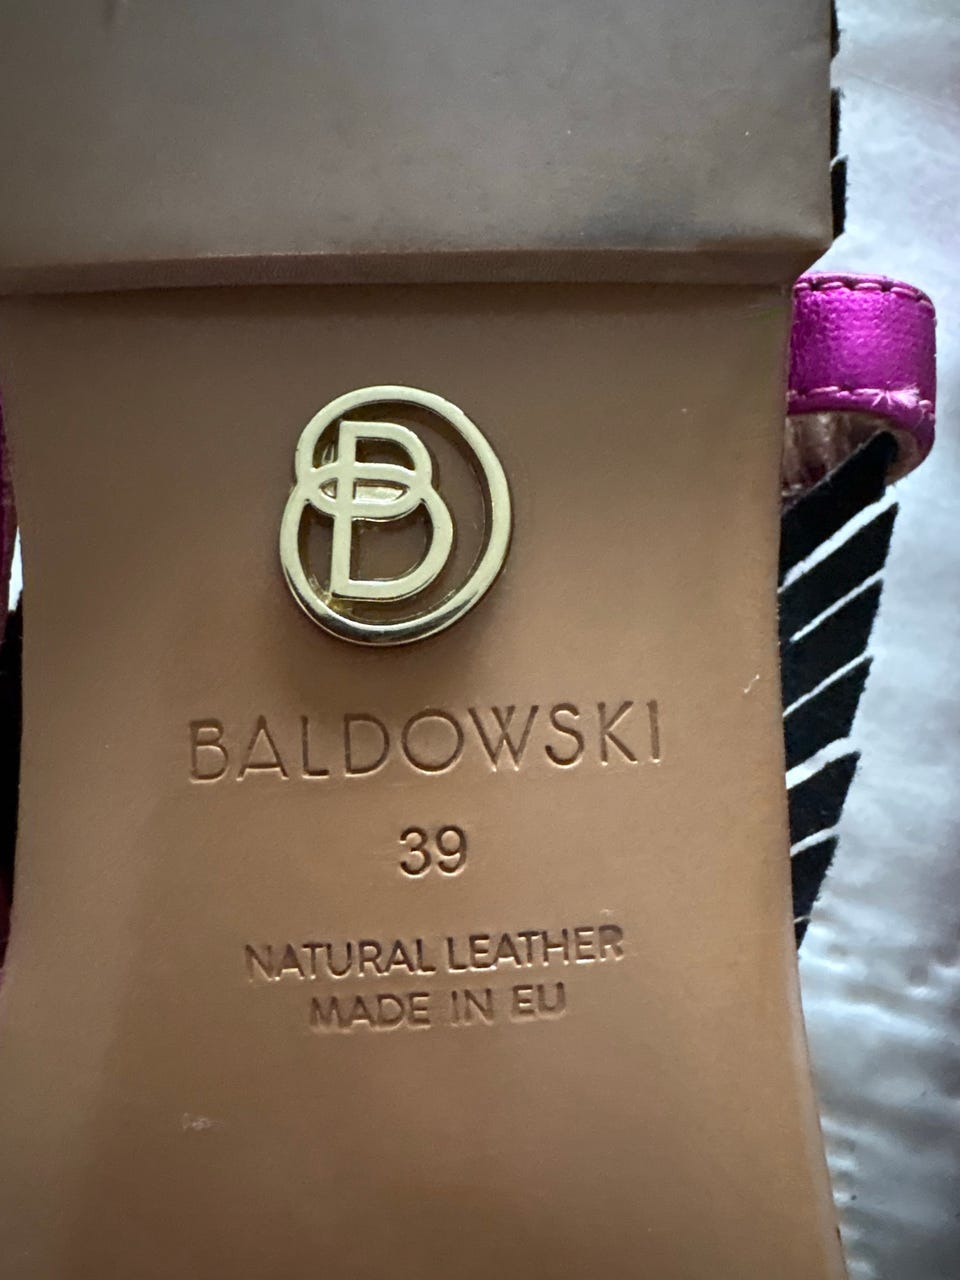 B
BALDOWSKI
39
NATURAL LEATHER
MADE IN EU